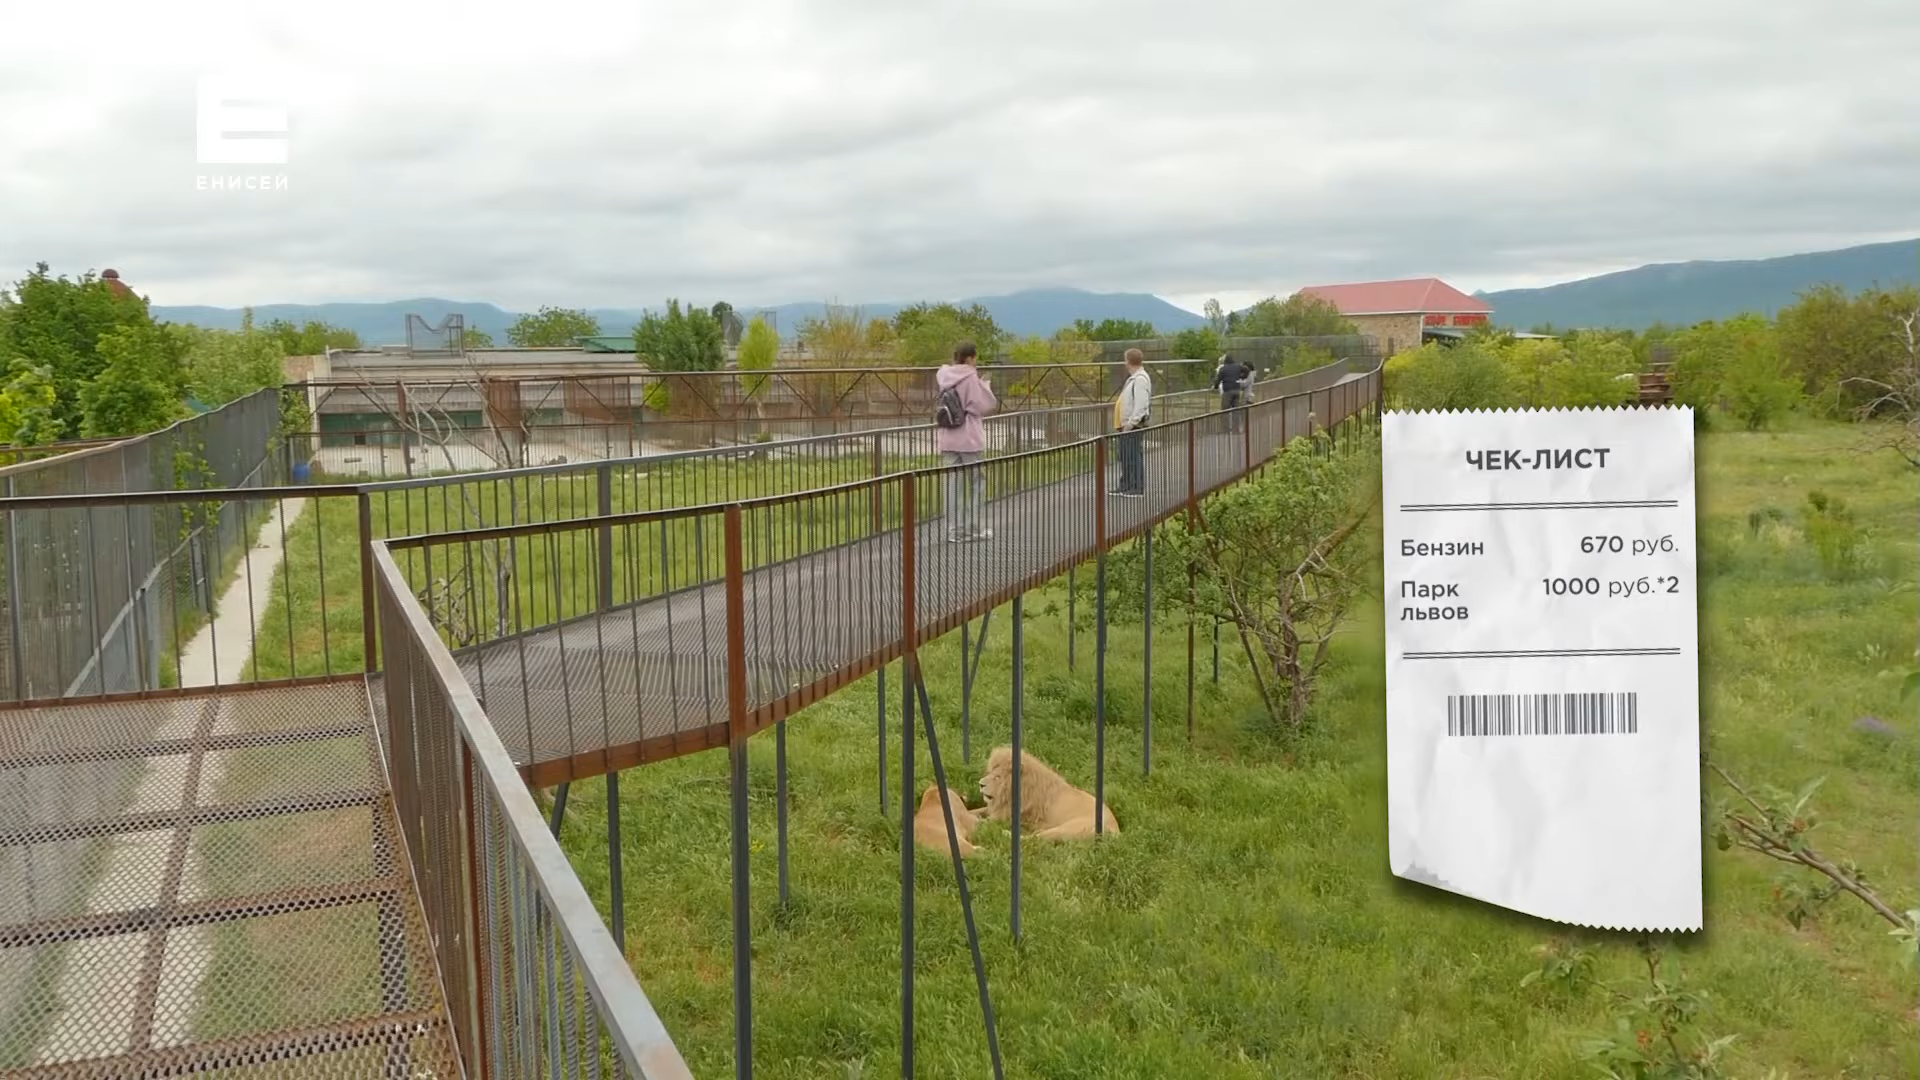 ЕНИСЕЙ
ЧЕК-ЛИСТ
Бензин 670 руб.
Парк 1000 руб.*2
львов